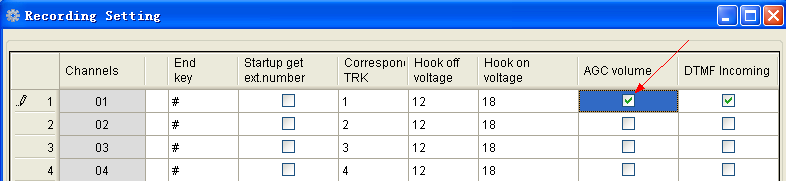 Recording Setting
Channels End key Startup get ext.number Correspond TRK Hook off voltage Hook on voltage AGC volume DTMF Incoming
1 01 # 1 12 18
2 02 # 2 12 18
3 03 # 3 12 18
4 04 # 4 12 18